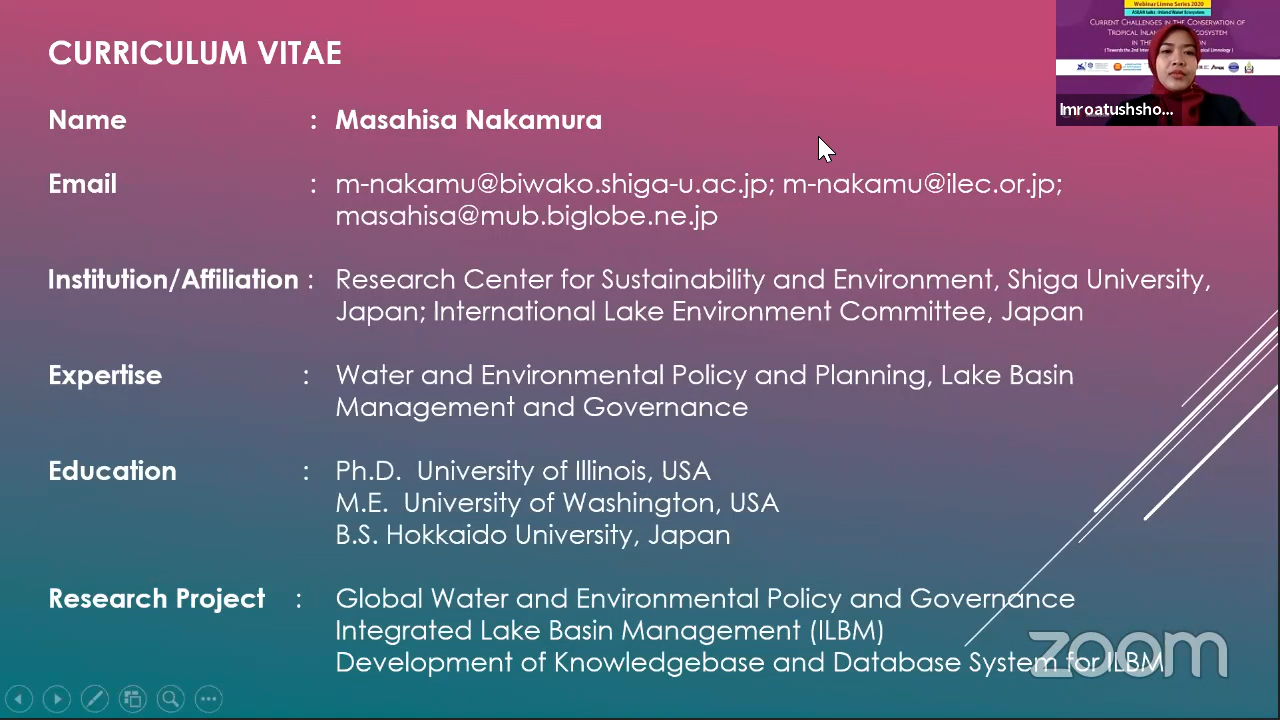 CURRICULUM VITAE
Name : Masahisa Nakamura
Email : m-nakamu@biwako.shiga-u.ac.jp; m-nakamu@ilec.or.jp;
masahisa@mub.biglobe.ne.jp
Institution/Affiliation : Research Center for Sustainability and Environment, Shiga University,
Japan; International Lake Environment Committee, Japan
Expertise : Water and Environmental Policy and Planning, Lake Basin
Management and Governance
Education : Ph.D. University of Illinois, USA
M.E. University of Washington, USA
B.S. Hokkaido University, Japan
Research Project : Global Water and Environmental Policy and Governance
Integrated Lake Basin Management (ILBM)
Development of Knowledgebase and Database System for ILBM
Webinar Limno Series 2020
Current Challenges in the Conservation of
Tropical
Ecosystem
in the
Imroatushsho...
zoom